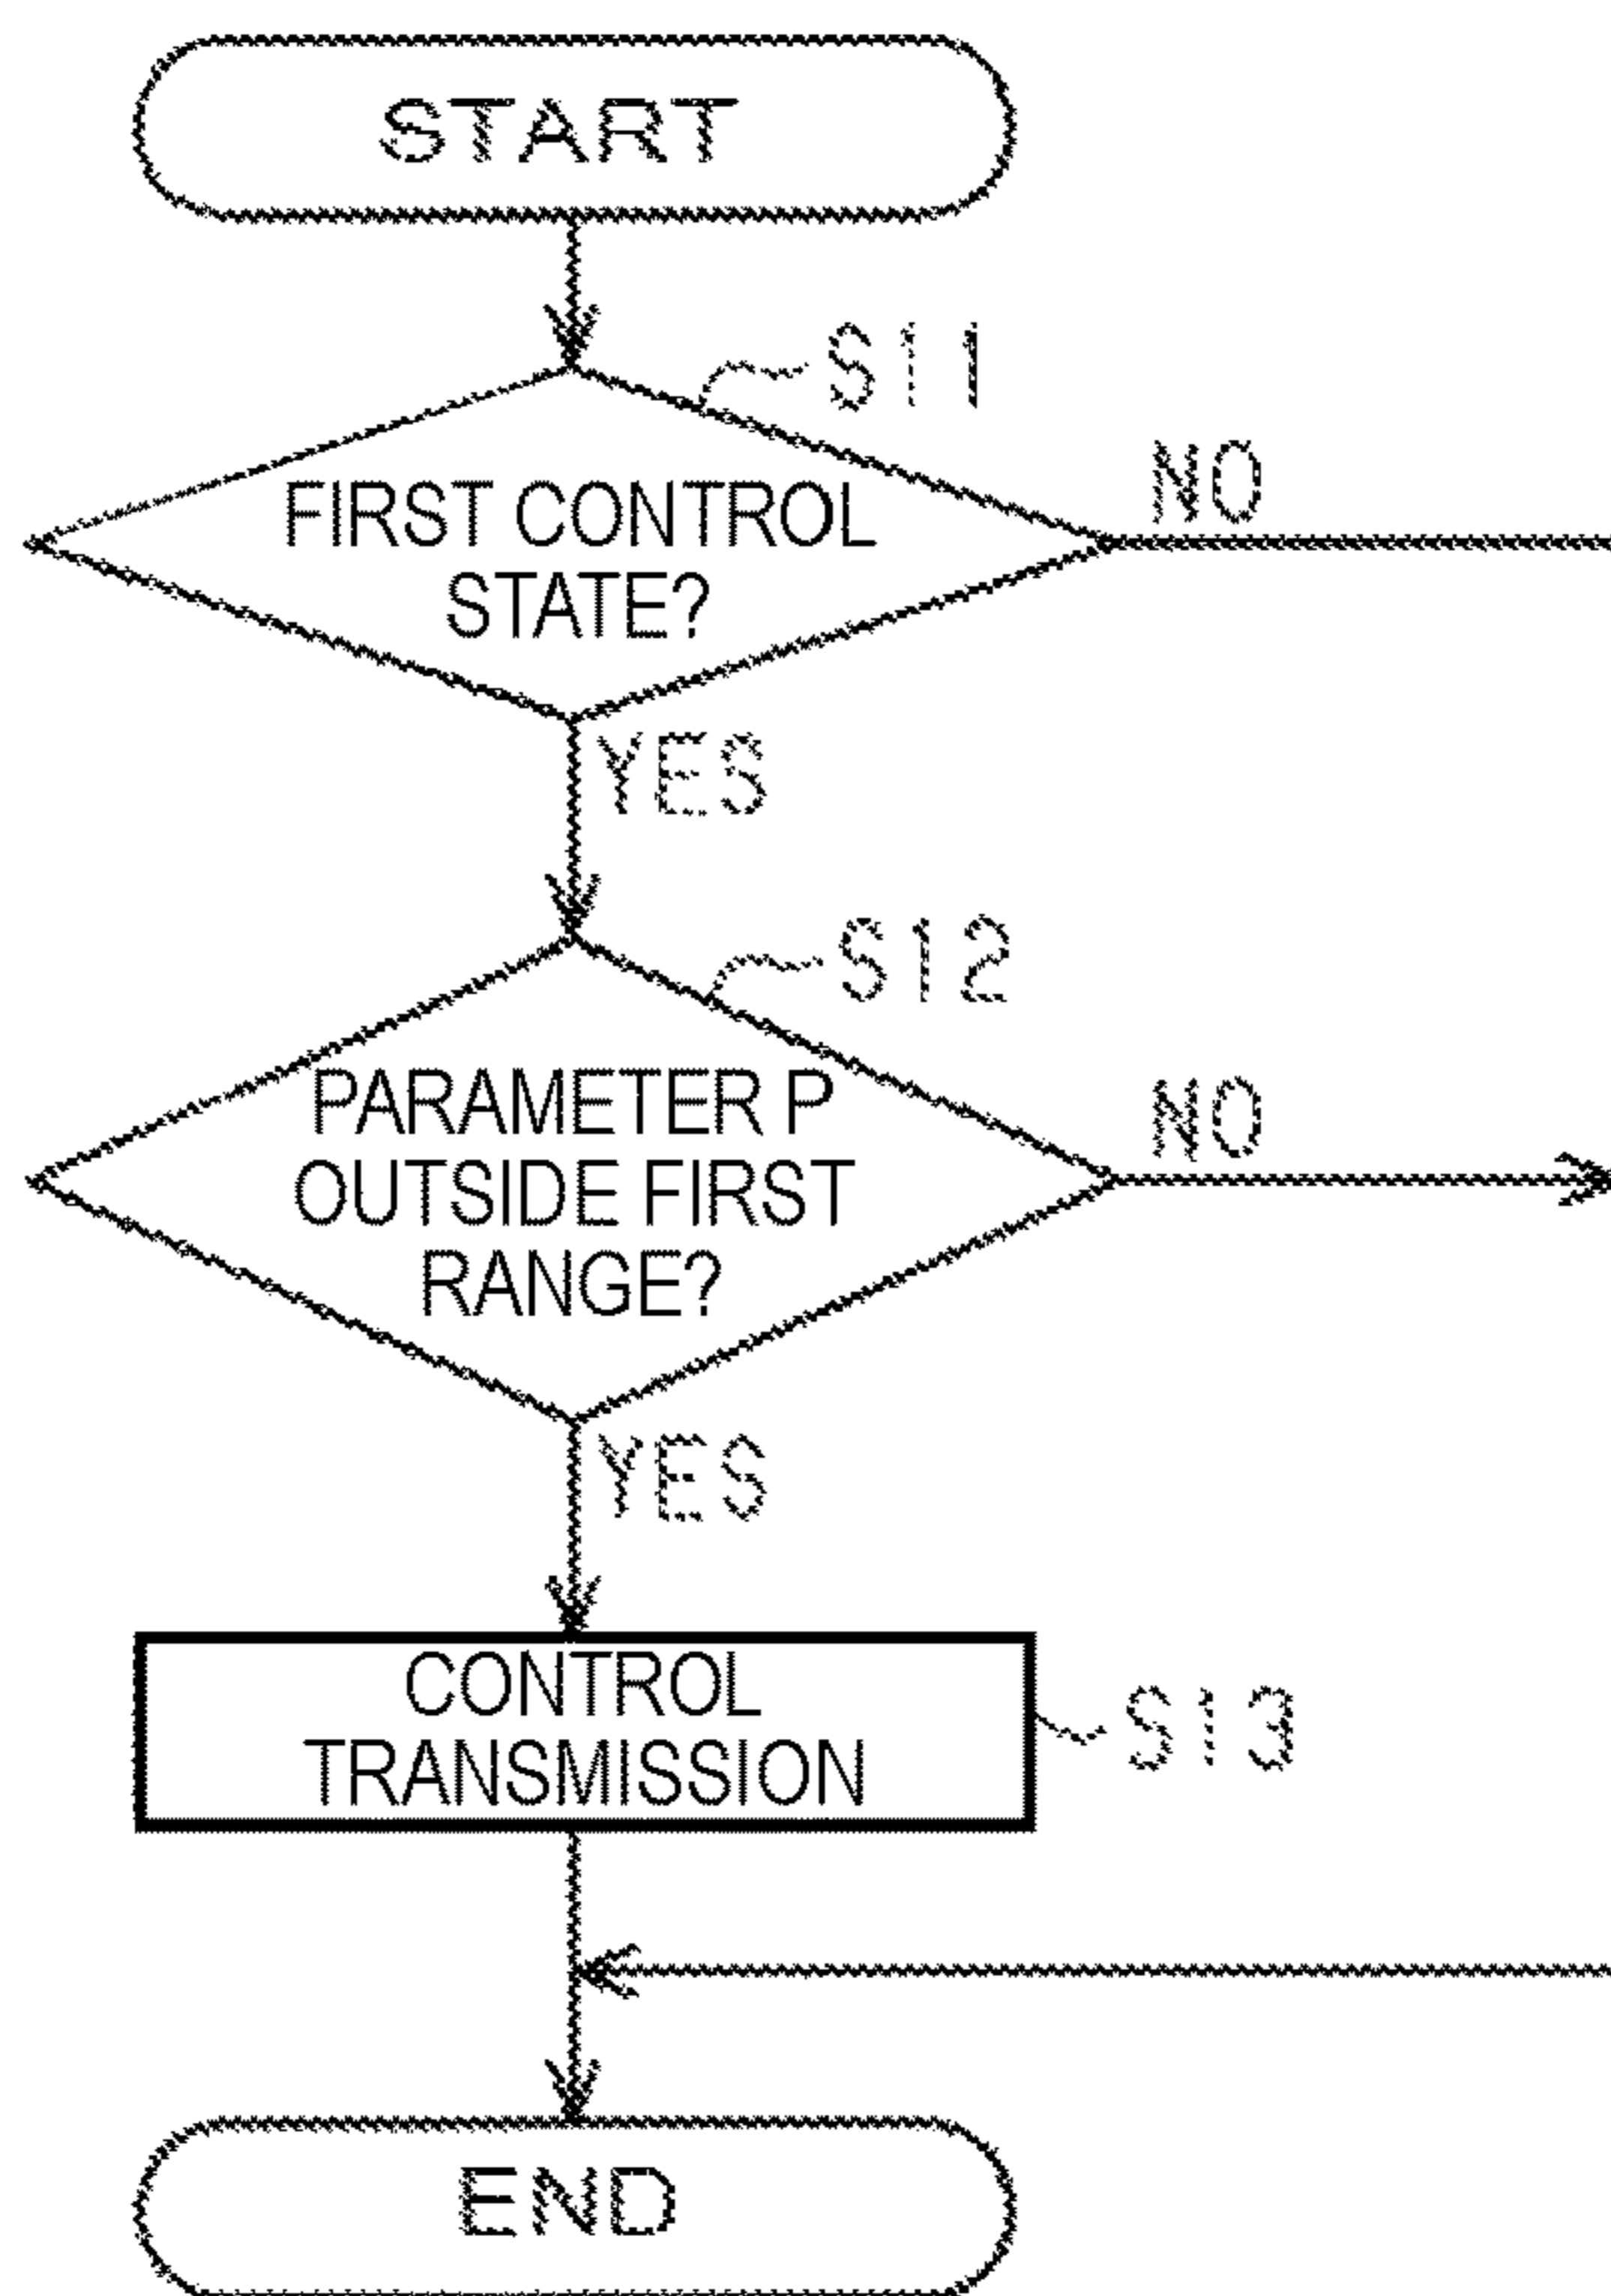 START
S11
FIRST CONTROL
STATE?
NO
YES
S12
PARAMETER P
OUTSIDE FIRST
RANGE?
NO
YES
CONTROL
TRANSMISSION
S13
END